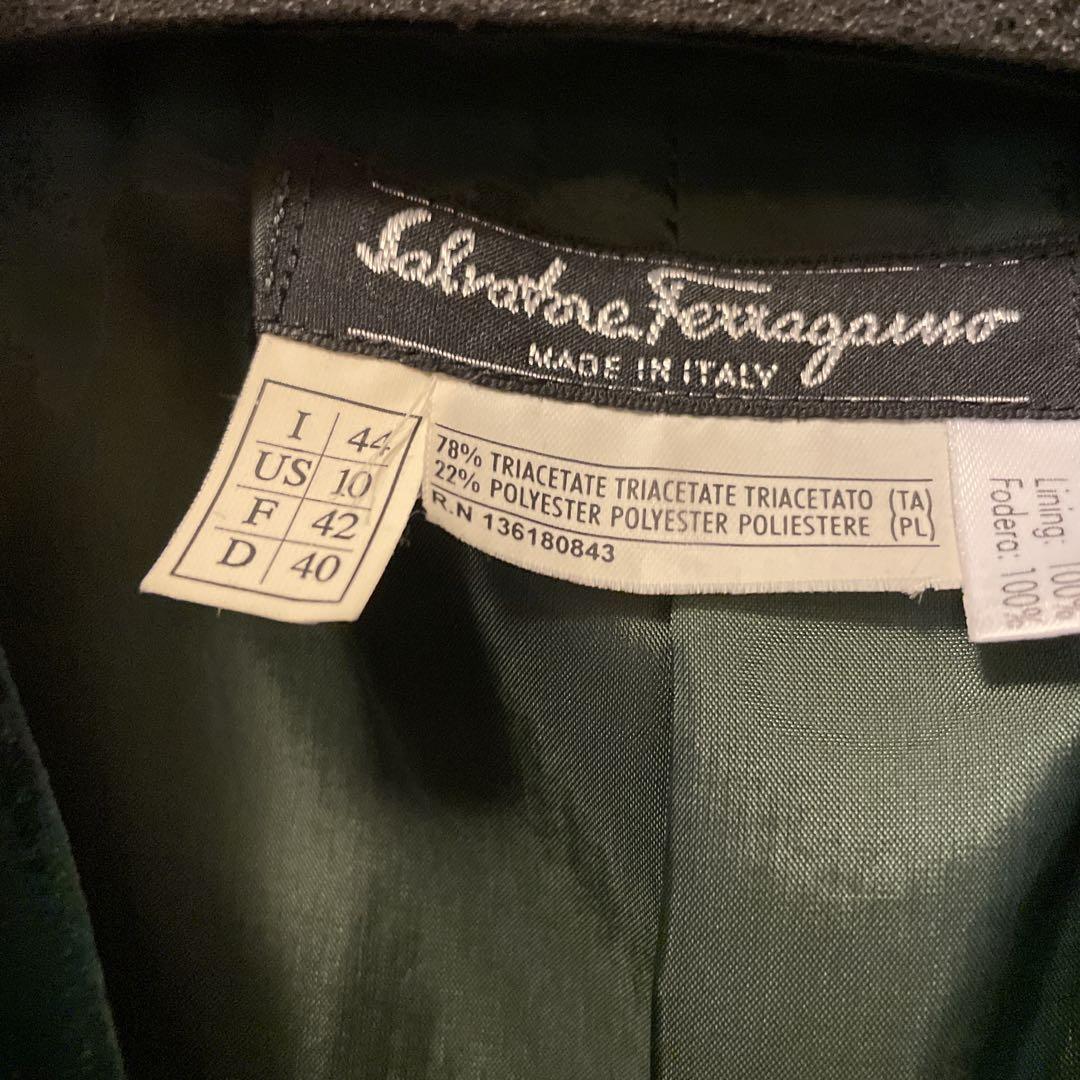 Salvatore Ferragamo
MADE IN ITALY
I 44
US 10
F 42
D 40
78% TRIACETATE TRIACETATE TRIACETATO (TA)
22% POLYESTER POLYESTER POLIESTERE (PL)
R.N 136180843
Lining: 100%
Fodera: 100%